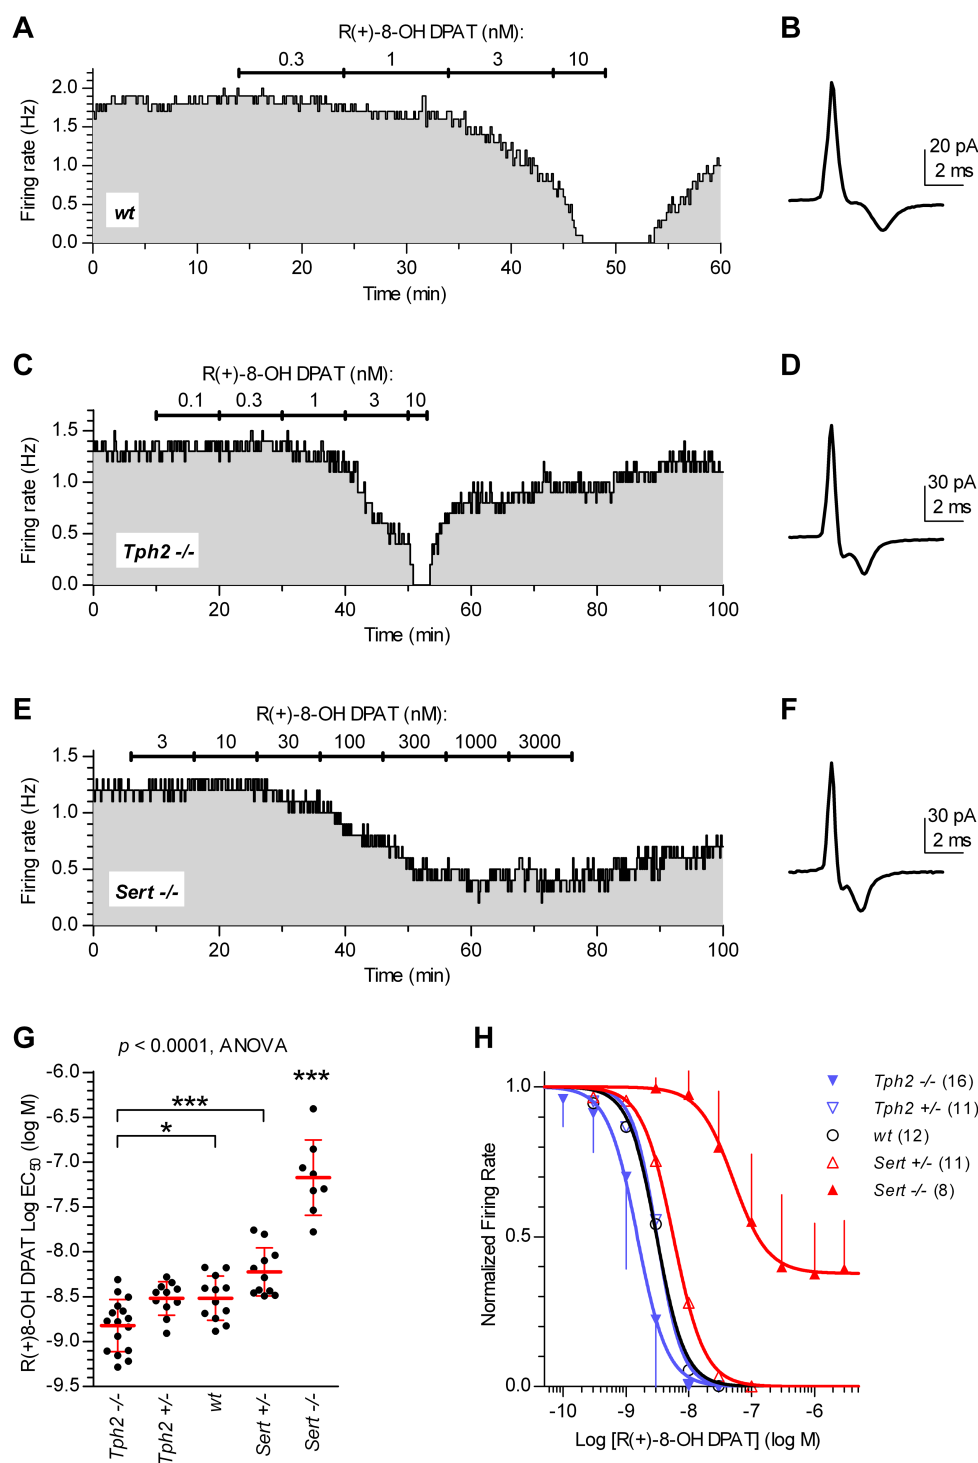 A
R(+)-8-OH DPAT (nM):
0.3 1 3 10
2.0
1.5
1.0
0.5
0.0
Firing rate (Hz)
wt
0 10 20 30 40 50 60
Time (min)
B
20 pA
2 ms
C
R(+)-8-OH DPAT (nM):
0.1 0.3 1 3 10
1.5
1.0
0.5
0.0
Firing rate (Hz)
Tph2 -/-
0 20 40 60 80 100
Time (min)
D
30 pA
2 ms
E
R(+)-8-OH DPAT (nM):
3 10 30 100 300 1000 3000
1.5
1.0
0.5
0.0
Firing rate (Hz)
Sert -/-
0 20 40 60 80 100
Time (min)
F
30 pA
2 ms
G
p < 0.0001, ANOVA
-6.0
-6.5
-7.0
-7.5
-8.0
-8.5
-9.0
-9.5
R(+)8-OH DPAT Log EC50 (log M)
***
***
*
Tph2 -/-
Tph2 +/-
wt
Sert +/-
Sert -/-
H
1.0
0.5
0.0
Normalized Firing Rate
-10 -9 -8 -7 -6
Log [R(+)-8-OH DPAT] (log M)
Tph2 -/- (16)
Tph2 +/- (11)
wt (12)
Sert +/- (11)
Sert -/- (8)